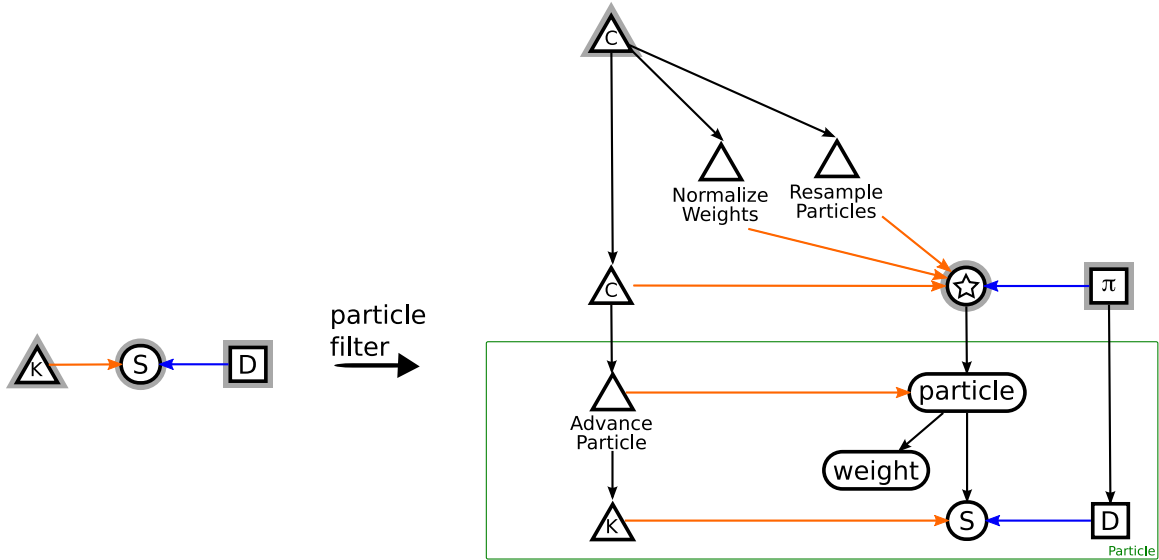 C
Normalize
Weights
Resample
Particles
C
π
particle
filter
K
S
D
particle
Advance
Particle
weight
K
S
D
Particle